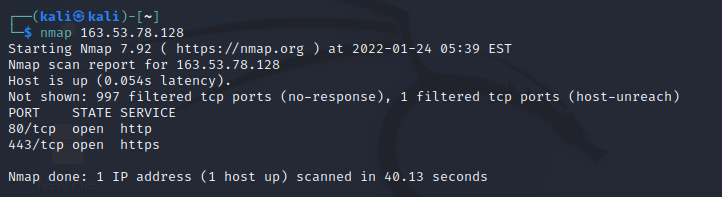 ┌──(kali㉿kali)-[~]
└─$ nmap 163.53.78.128
Starting Nmap 7.92 ( https://nmap.org ) at 2022-01-24 05:39 EST
Nmap scan report for 163.53.78.128
Host is up (0.054s latency).
Not shown: 997 filtered tcp ports (no-response), 1 filtered tcp ports (host-unreach)
PORT    STATE SERVICE
80/tcp  open  http
443/tcp open  https
Nmap done: 1 IP address (1 host up) scanned in 40.13 seconds